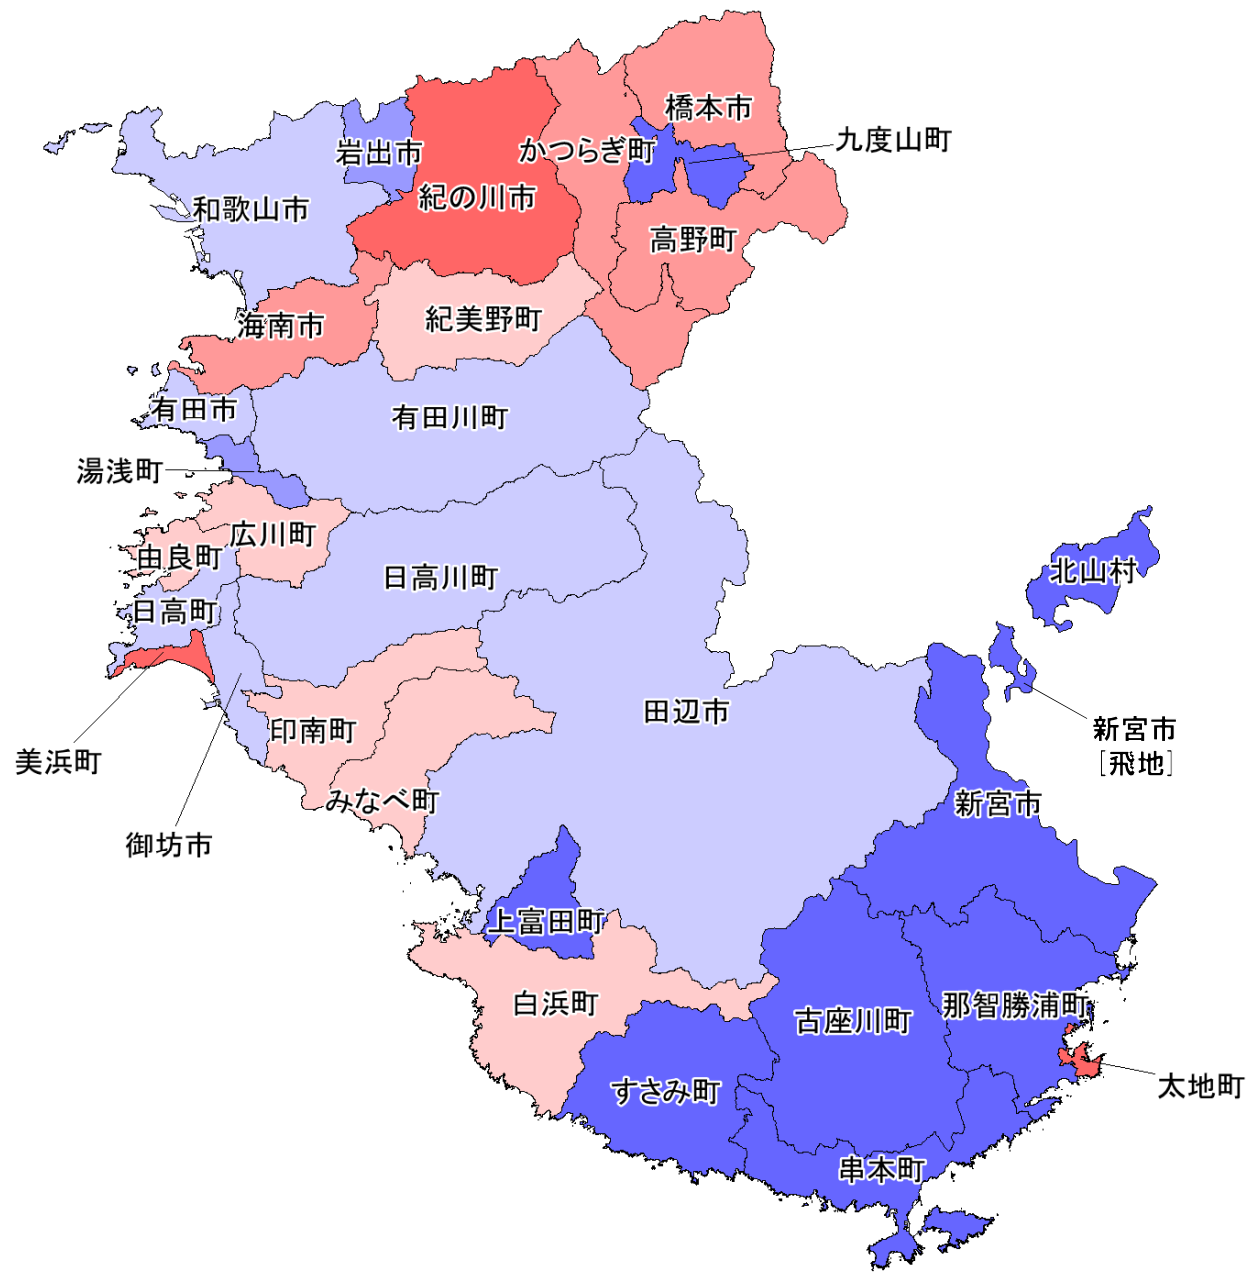 橋本市
九度山町
岩出市
かつらぎ町
紀の川市
和歌山市
高野町
紀美野町
海南市
有田市
有田川町
湯浅町
広川町
由良町
日高川町
北山村
日高町
田辺市
新宮市
[飛地]
印南町
美浜町
みなべ町
新宮市
御坊市
上富田町
白浜町
那智勝浦町
古座川町
太地町
すさみ町
串本町